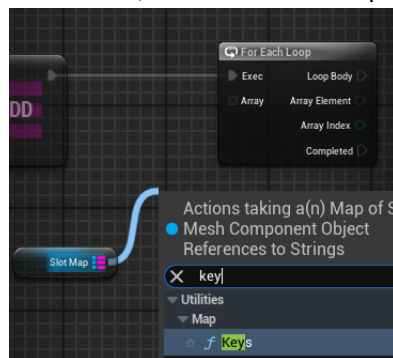 For Each Loop
Exec Loop Body
DD
Array Array Element
Array Index
Completed
Actions taking a(n) Map of S
Mesh Component Object
References to Strings
Slot Map
key
Utilities
Map
f Keys